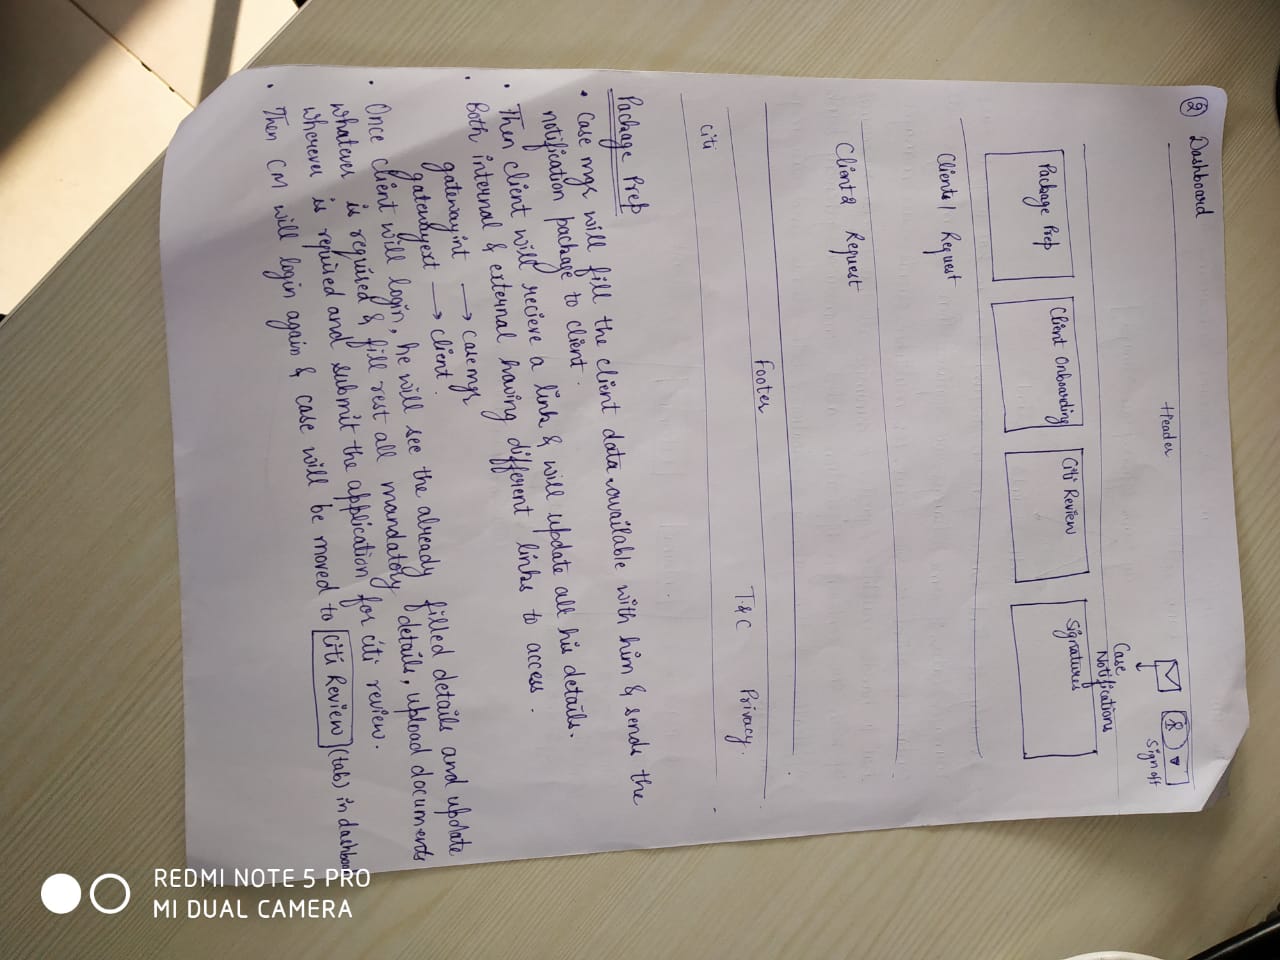 ② Dashboard
Header
Sign off
Case
Notifications
Package Prep
Client Onboarding
Citi Review
Signatures
Client1 Request
Client2 Request
Footer
Citi
T&C
Privacy
Package Prep
• Case mgr will fill the client data available with him & sends the
notification package to client.
• Then client will recieve a link & will update all his details.
• Both internal & external having different links to access.
gatewayint → casemgr
gatewayext → client.
• Once client will login, he will see the already filled details and update
whatever is required & fill rest all mandatory details, upload documents
wherever is required and submit the application for citi review.
• Then CM will login again & case will be moved to Citi Review (tab) in dashboard
REDMI NOTE 5 PRO
MI DUAL CAMERA